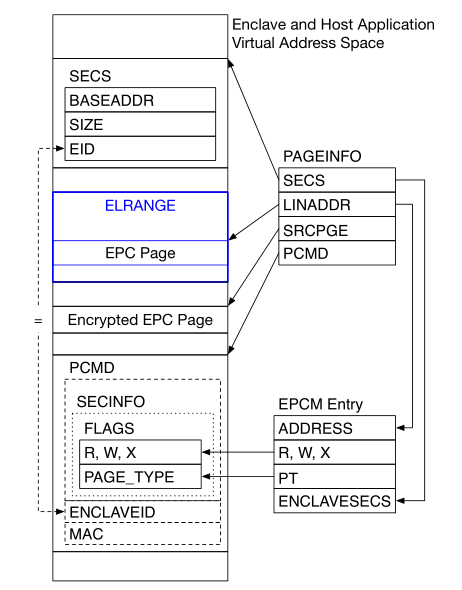 Enclave and Host Application
Virtual Address Space
SECS
BASEADDR
SIZE
EID
PAGEINFO
SECS
LINADDR
SRCPGE
PCMD
ELRANGE
EPC Page
=
Encrypted EPC Page
PCMD
SECINFO
FLAGS
R, W, X
PAGE_TYPE
ENCLAVEID
MAC
EPCM Entry
ADDRESS
R, W, X
PT
ENCLAVESECS